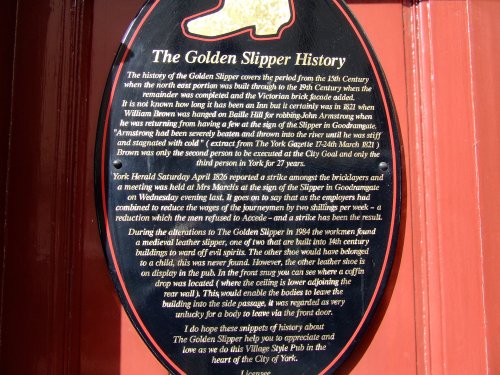 The Golden Slipper History
The history of the Golden Slipper covers the period from the 15th Century
when the north east portion was built through to the 19th Century when the
remainder was completed and the Victorian brick facade added.
It is not known how long it has been an Inn but it certainly was in 1821 when
William Brown was hanged on Baille Hill for robbing John Armstrong when
he was returning from having a few at the sign of the Slipper in Goodramgate.
"Armstrong had been severely beaten and thrown into the river until he was stiff
and stagnated with cold" ( extract from The York Gazette 17-24th March 1821 )
Brown was only the second person to be executed at the City Goal and only the
third person in York for 27 years.
York Herald Saturday April 1826 reported a strike amongst the bricklayers and
a meeting was held at Mrs March's at the sign of the Slipper in Goodramgate
on Wednesday evening last. It goes on to say that as the employers had
combined to reduce the wages of the journeymen by two shillings per week - a
reduction which the men refused to Accede - and a strike has been the result.
During the alterations to The Golden Slipper in 1984 the workmen found
a medieval leather slipper, one of two that are built into 14th century
buildings to ward off evil spirits. The other shoe would have belonged
to a child, this was never found. However, the other leather shoe is
on display in the pub. In the front snug you can see where a coffin
drop was located ( where the ceiling is lower adjoining the
rear wall ). This would enable the bodies to leave the
building into the side passage, it was regarded as very
unlucky for a body to leave via the front door.
I do hope these snippets of history about
The Golden Slipper help you to appreciate and
love as we do this Village Style Pub in the
heart of the City of York.
Licensee